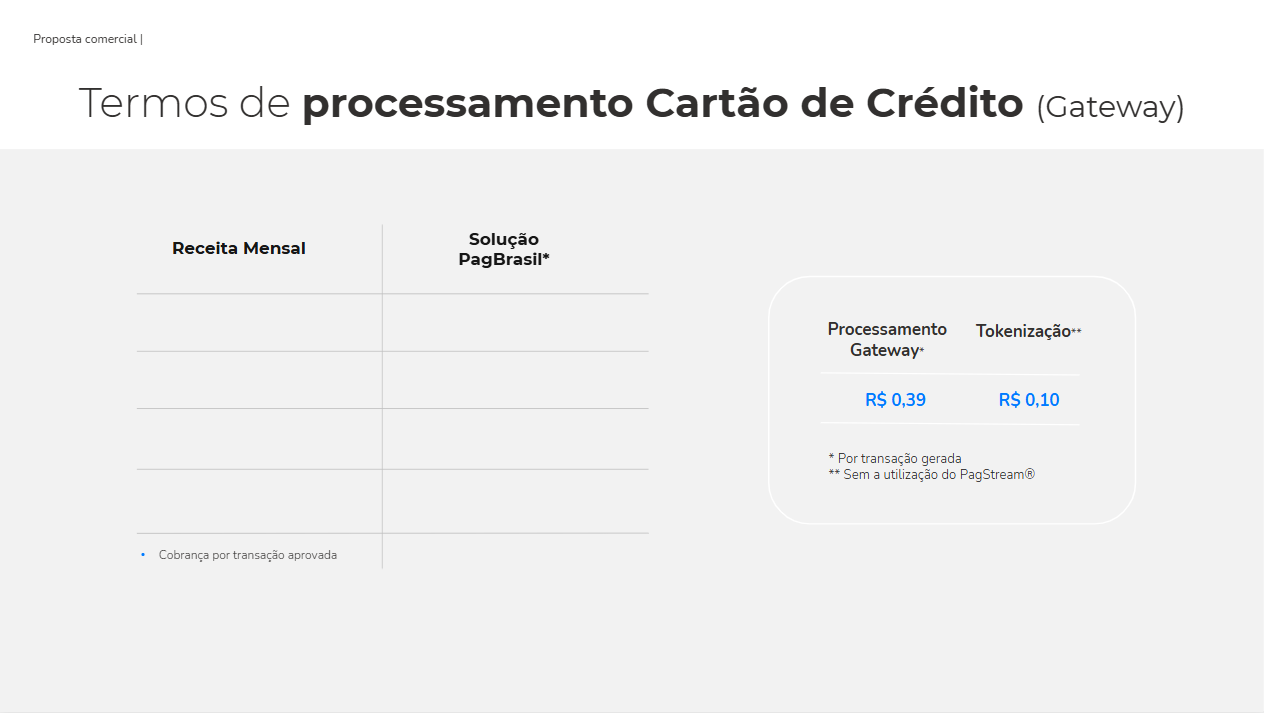 Proposta comercial |
Termos de processamento Cartão de Crédito (Gateway)
Receita Mensal
Solução
PagBrasil*
• Cobrança por transação aprovada
Processamento
Gateway*
Tokenização**
R$ 0,39
R$ 0,10
* Por transação gerada
** Sem a utilização do PagStream®